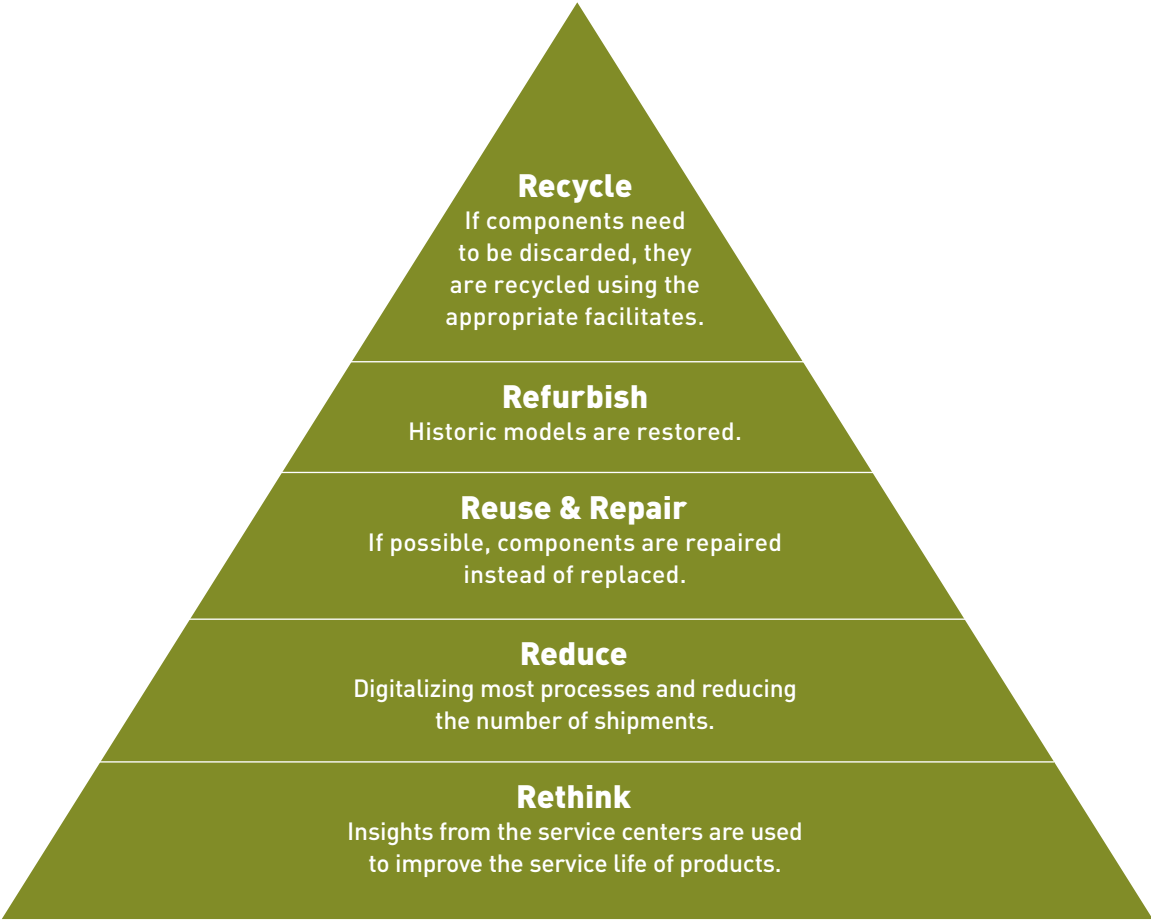 Recycle
If components need
to be discarded, they
are recycled using the
appropriate facilitates.
Refurbish
Historic models are restored.
Reuse & Repair
If possible, components are repaired
instead of replaced.
Reduce
Digitalizing most processes and reducing
the number of shipments.
Rethink
Insights from the service centers are used
to improve the service life of products.